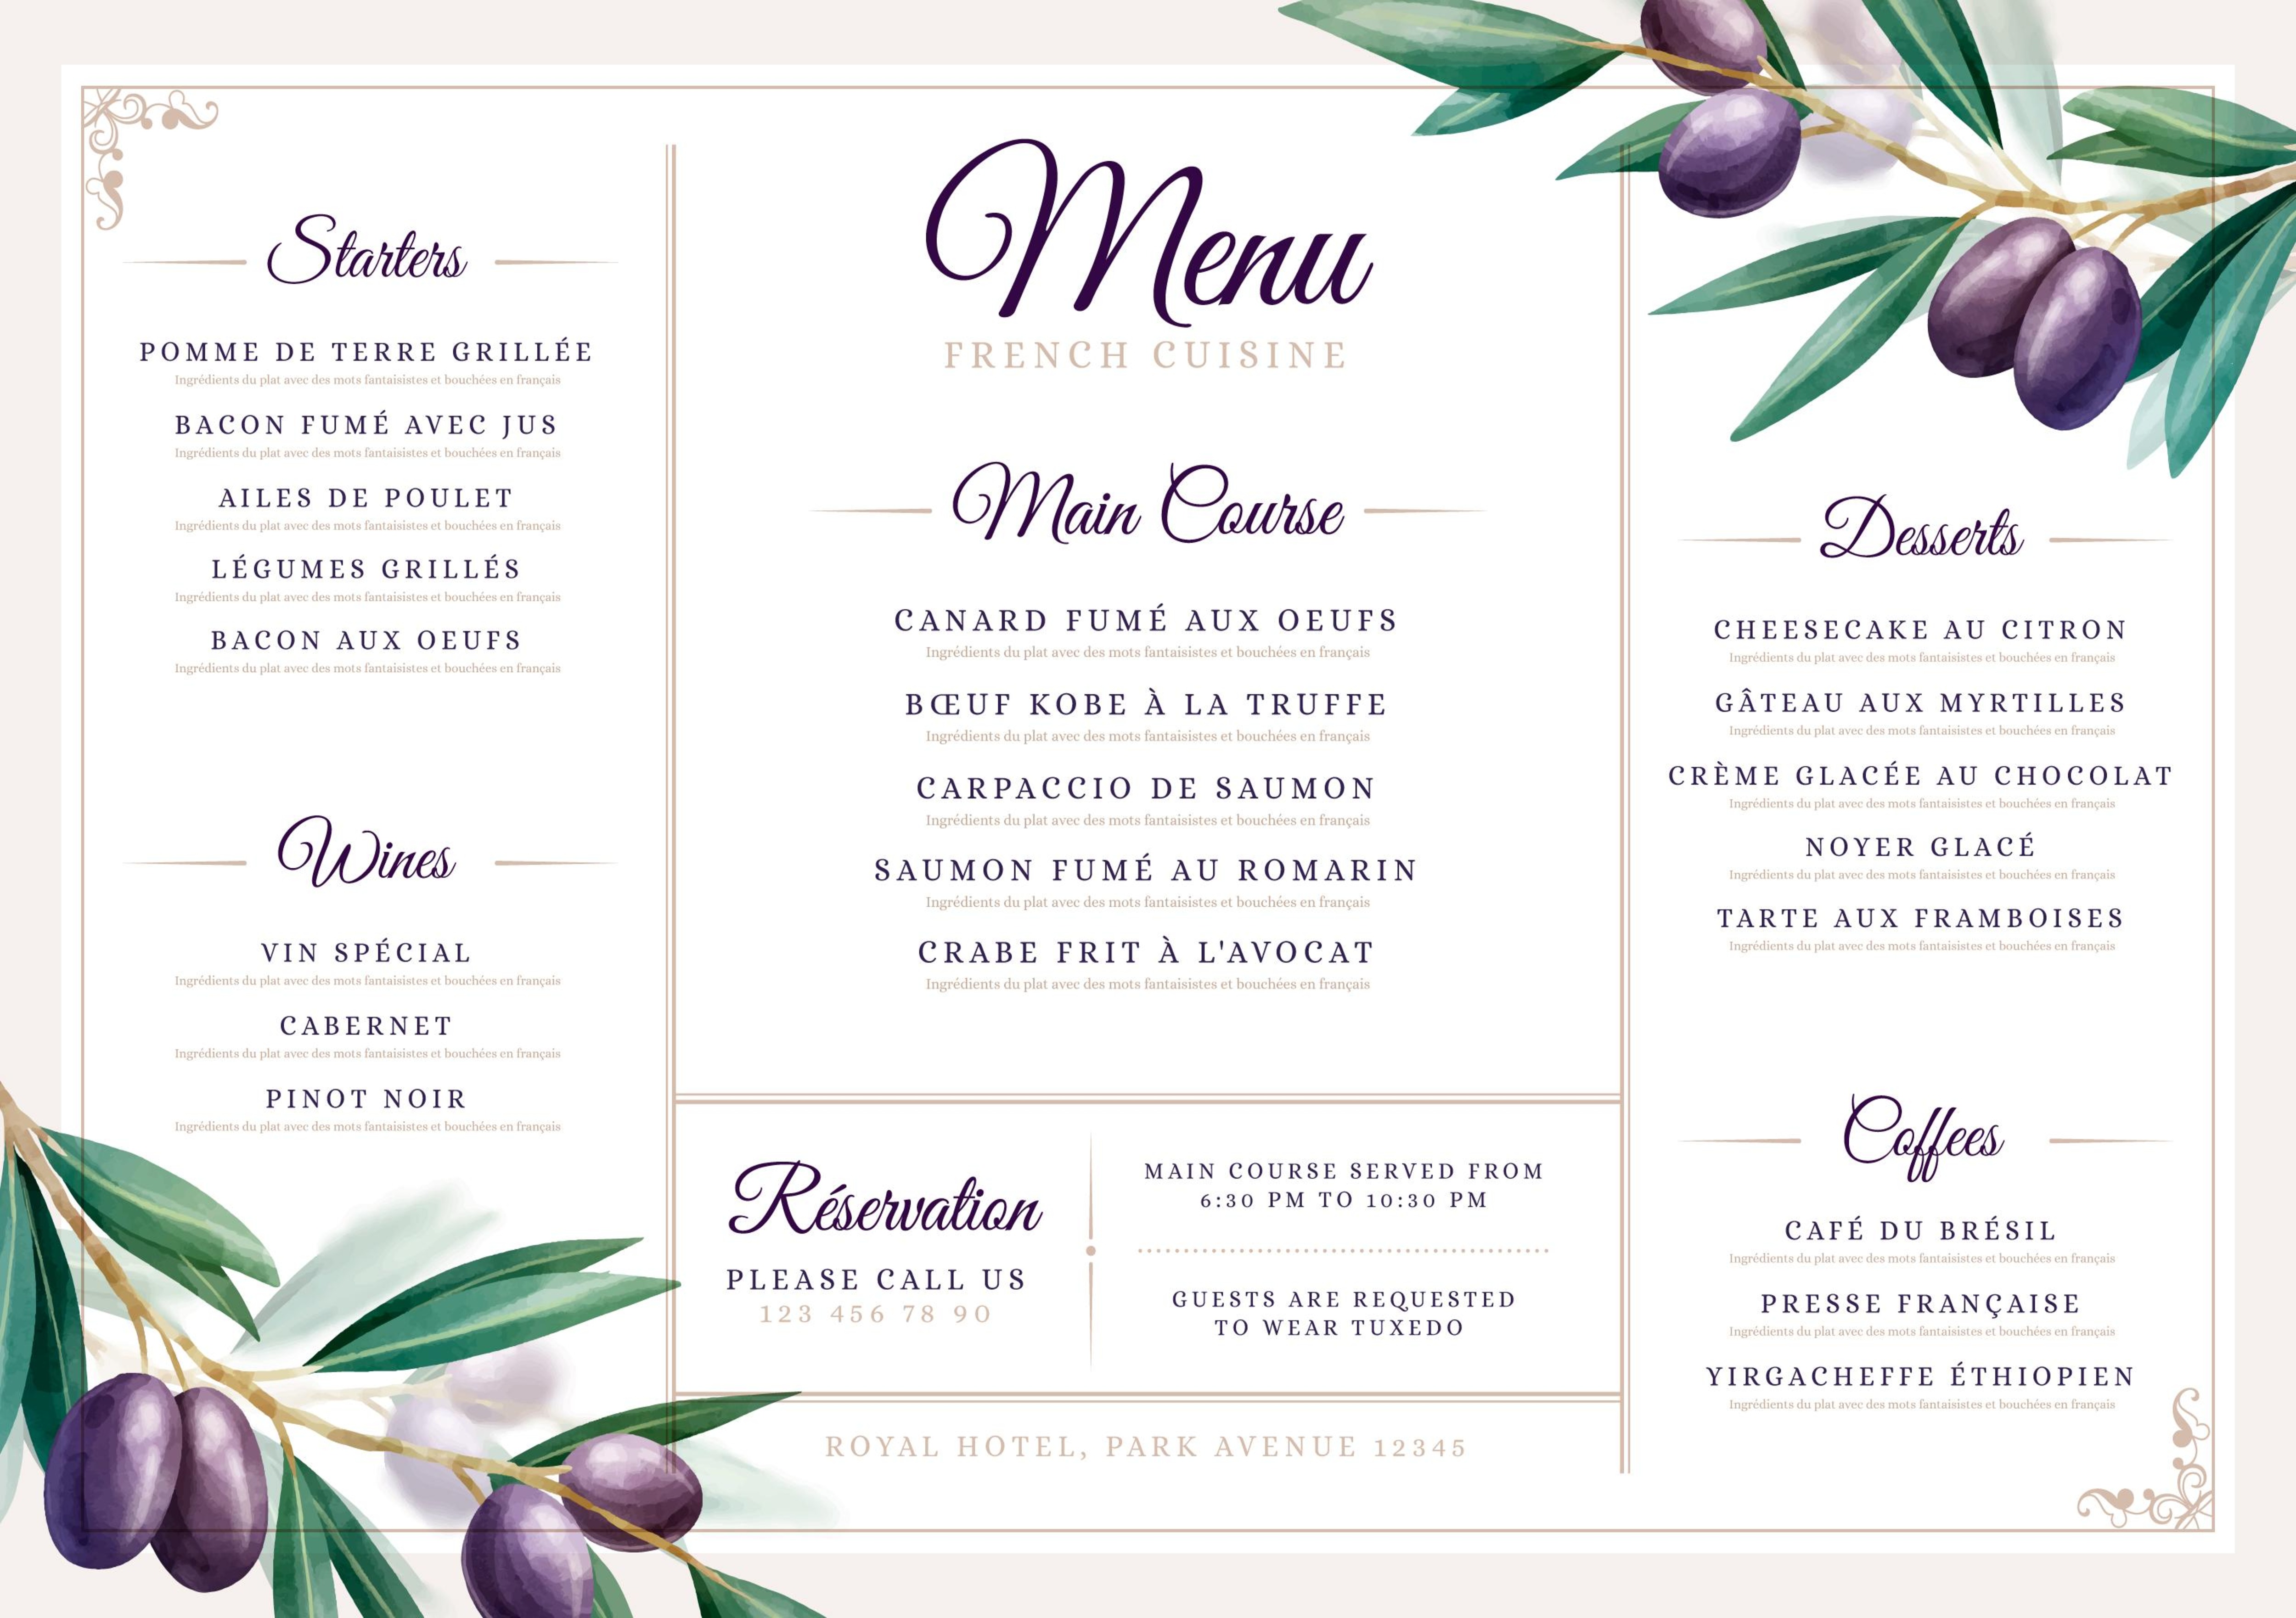 Starters
POMME DE TERRE GRILLÉE
Ingrédients du plat avec des mots fantaisistes et bouchées en français
BACON FUMÉ AVEC JUS
Ingrédients du plat avec des mots fantaisistes et bouchées en français
AILES DE POULET
Ingrédients du plat avec des mots fantaisistes et bouchées en français
LÉGUMES GRILLÉS
Ingrédients du plat avec des mots fantaisistes et bouchées en français
BACON AUX OEUFS
Ingrédients du plat avec des mots fantaisistes et bouchées en français
Wines
VIN SPÉCIAL
Ingrédients du plat avec des mots fantaisistes et bouchées en français
CABERNET
Ingrédients du plat avec des mots fantaisistes et bouchées en français
PINOT NOIR
Ingrédients du plat avec des mots fantaisistes et bouchées en français
Menu
FRENCH CUISINE
Main Course
CANARD FUMÉ AUX OEUFS
Ingrédients du plat avec des mots fantaisistes et bouchées en français
BŒUF KOBE À LA TRUFFE
Ingrédients du plat avec des mots fantaisistes et bouchées en français
CARPACCIO DE SAUMON
Ingrédients du plat avec des mots fantaisistes et bouchées en français
SAUMON FUMÉ AU ROMARIN
Ingrédients du plat avec des mots fantaisistes et bouchées en français
CRABE FRIT À L'AVOCAT
Ingrédients du plat avec des mots fantaisistes et bouchées en français
Réservation
PLEASE CALL US
123 456 78 90
MAIN COURSE SERVED FROM
6:30 PM TO 10:30 PM
GUESTS ARE REQUESTED
TO WEAR TUXEDO
ROYAL HOTEL, PARK AVENUE 12345
Desserts
CHEESECAKE AU CITRON
Ingrédients du plat avec des mots fantaisistes et bouchées en français
GÂTEAU AUX MYRTILLES
Ingrédients du plat avec des mots fantaisistes et bouchées en français
CRÈME GLACÉE AU CHOCOLAT
Ingrédients du plat avec des mots fantaisistes et bouchées en français
NOYER GLACÉ
Ingrédients du plat avec des mots fantaisistes et bouchées en français
TARTE AUX FRAMBOISES
Ingrédients du plat avec des mots fantaisistes et bouchées en français
Coffees
CAFÉ DU BRÉSIL
Ingrédients du plat avec des mots fantaisistes et bouchées en français
PRESSE FRANÇAISE
Ingrédients du plat avec des mots fantaisistes et bouchées en français
YIRGACHEFFE ÉTHIOPIEN
Ingrédients du plat avec des mots fantaisistes et bouchées en français